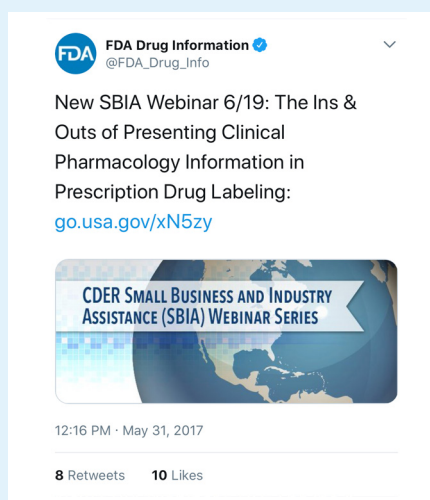 FDA
FDA Drug Information
@FDA_Drug_Info
New SBIA Webinar 6/19: The Ins &
Outs of Presenting Clinical
Pharmacology Information in
Prescription Drug Labeling:
go.usa.gov/xN5zy
CDER Small Business and Industry
Assistance (SBIA) Webinar Series
12:16 PM · May 31, 2017
8 Retweets 10 Likes